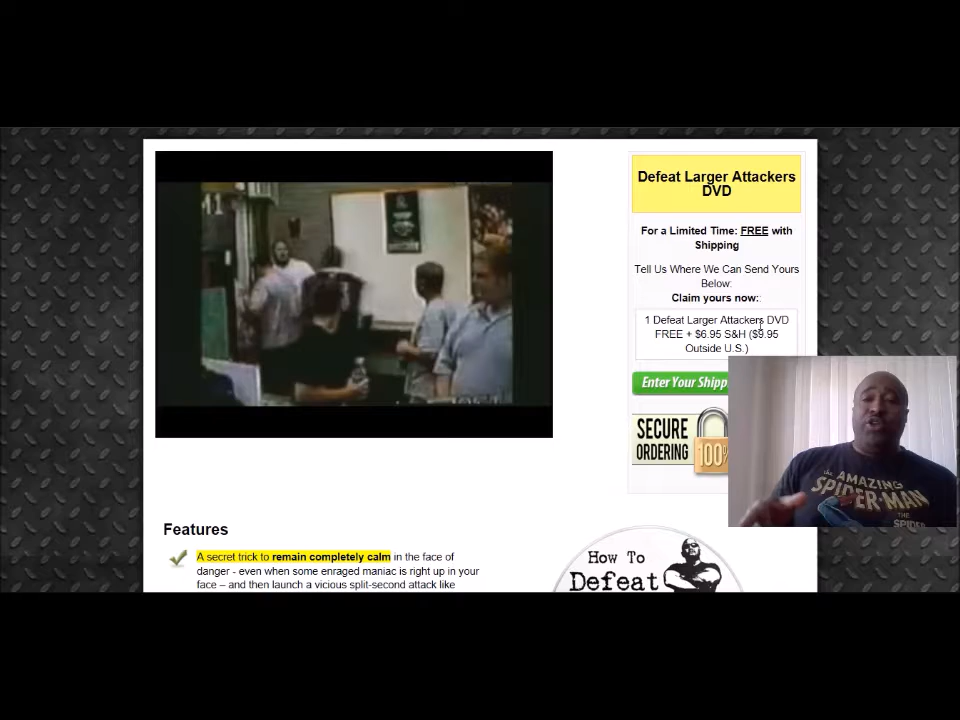 Defeat Larger Attackers
DVD
For a Limited Time: FREE with
Shipping
Tell Us Where We Can Send Yours
Below:
Claim yours now:
1 Defeat Larger Attackers DVD
FREE + $6.95 S&H ($9.95
Outside U.S.)
Enter Your Shipp
SECURE
ORDERING
100%
the AMAZING
SPIDER-MAN
THE
SPIDER
Features
A secret trick to remain completely calm in the face of
danger - even when some enraged maniac is right up in your
face – and then launch a vicious split-second attack like
How To
Defeat